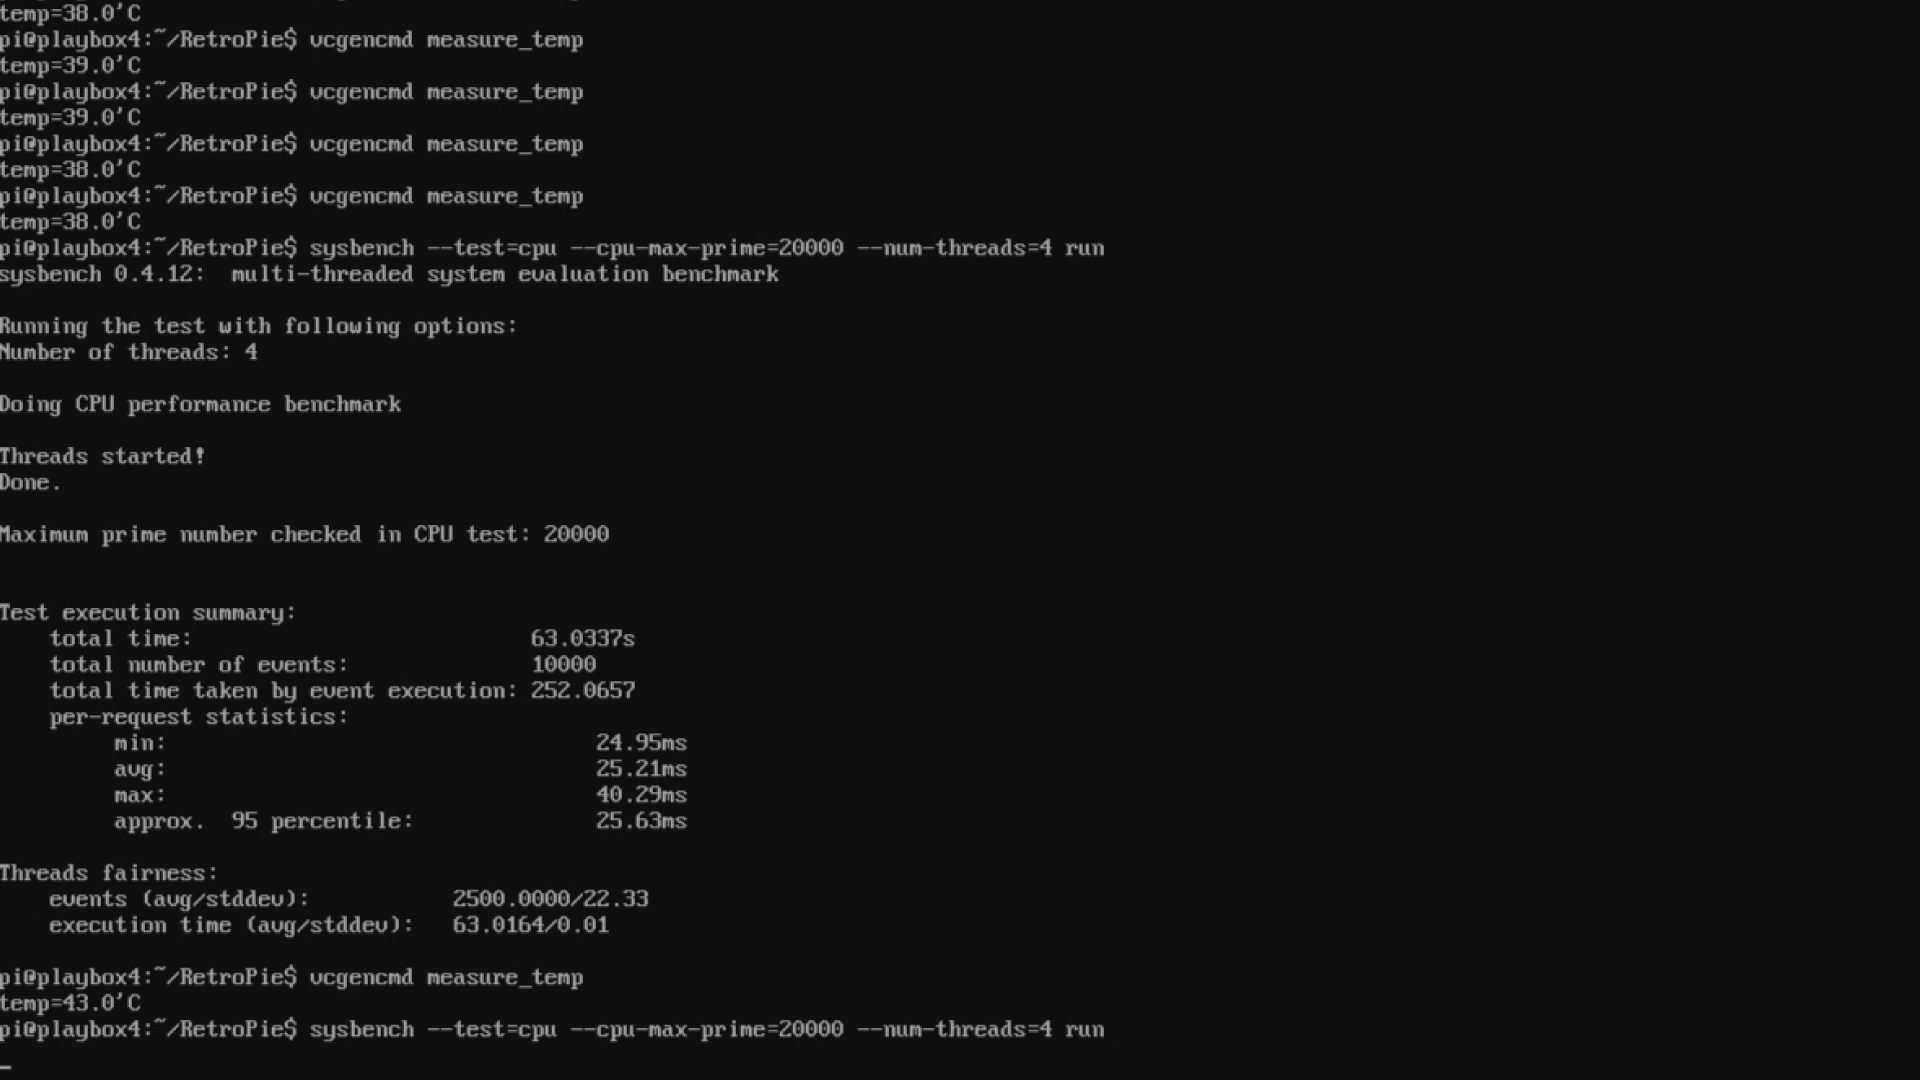 temp=38.0'C
pi@playbox4:~/RetroPie$ vcgencmd measure_temp
temp=39.0'C
pi@playbox4:~/RetroPie$ vcgencmd measure_temp
temp=39.0'C
pi@playbox4:~/RetroPie$ vcgencmd measure_temp
temp=38.0'C
pi@playbox4:~/RetroPie$ vcgencmd measure_temp
temp=38.0'C
pi@playbox4:~/RetroPie$ sysbench --test=cpu --cpu-max-prime=20000 --num-threads=4 run
sysbench 0.4.12:  multi-threaded system evaluation benchmark
Running the test with following options:
Number of threads: 4
Doing CPU performance benchmark
Threads started!
Done.
Maximum prime number checked in CPU test: 20000
Test execution summary:
total time: 63.0337s
total number of events: 10000
total time taken by event execution: 252.0657
per-request statistics:
min: 24.95ms
avg: 25.21ms
max: 40.29ms
approx.  95 percentile: 25.63ms
Threads fairness:
events (avg/stddev): 2500.0000/22.33
execution time (avg/stddev): 63.0164/0.01
pi@playbox4:~/RetroPie$ vcgencmd measure_temp
temp=43.0'C
pi@playbox4:~/RetroPie$ sysbench --test=cpu --cpu-max-prime=20000 --num-threads=4 run